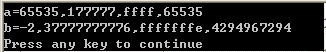 a=65535,177777,ffff,65535
b=-2,37777777776,fffffffe,4294967294
Press any key to continue